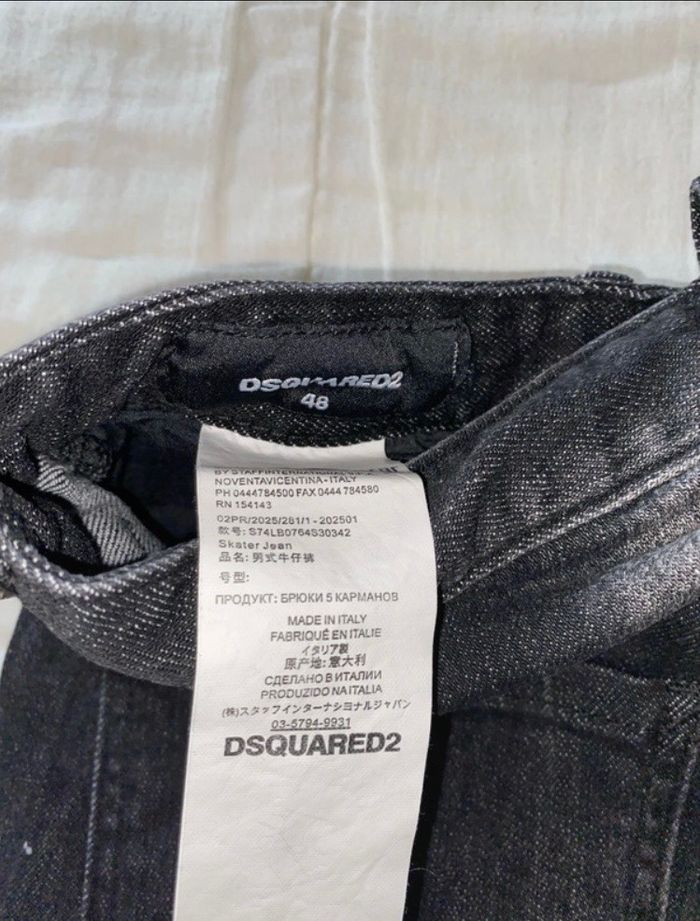 DSQUARED2
48
BY STAFFINTERNATIONAL
NOVENTAVICENTINA-ITALY
PH 0444784500 FAX 0444 784580
RN 154143
02PR/2025/281/1 - 202501
款号: S74LB0764S30342
Skater Jean
品名: 男式牛仔裤
号型:
ПРОДУКТ: БРЮКИ 5 КАРМАНОВ
MADE IN ITALY
FABRIQUÉ EN ITALIE
イタリア製
原产地: 意大利
СДЕЛАНО В ИТАЛИИ
PRODUZIDO NA ITALIA
(株)スタッフインターナショナルジャパン
03-5794-9931
DSQUARED2